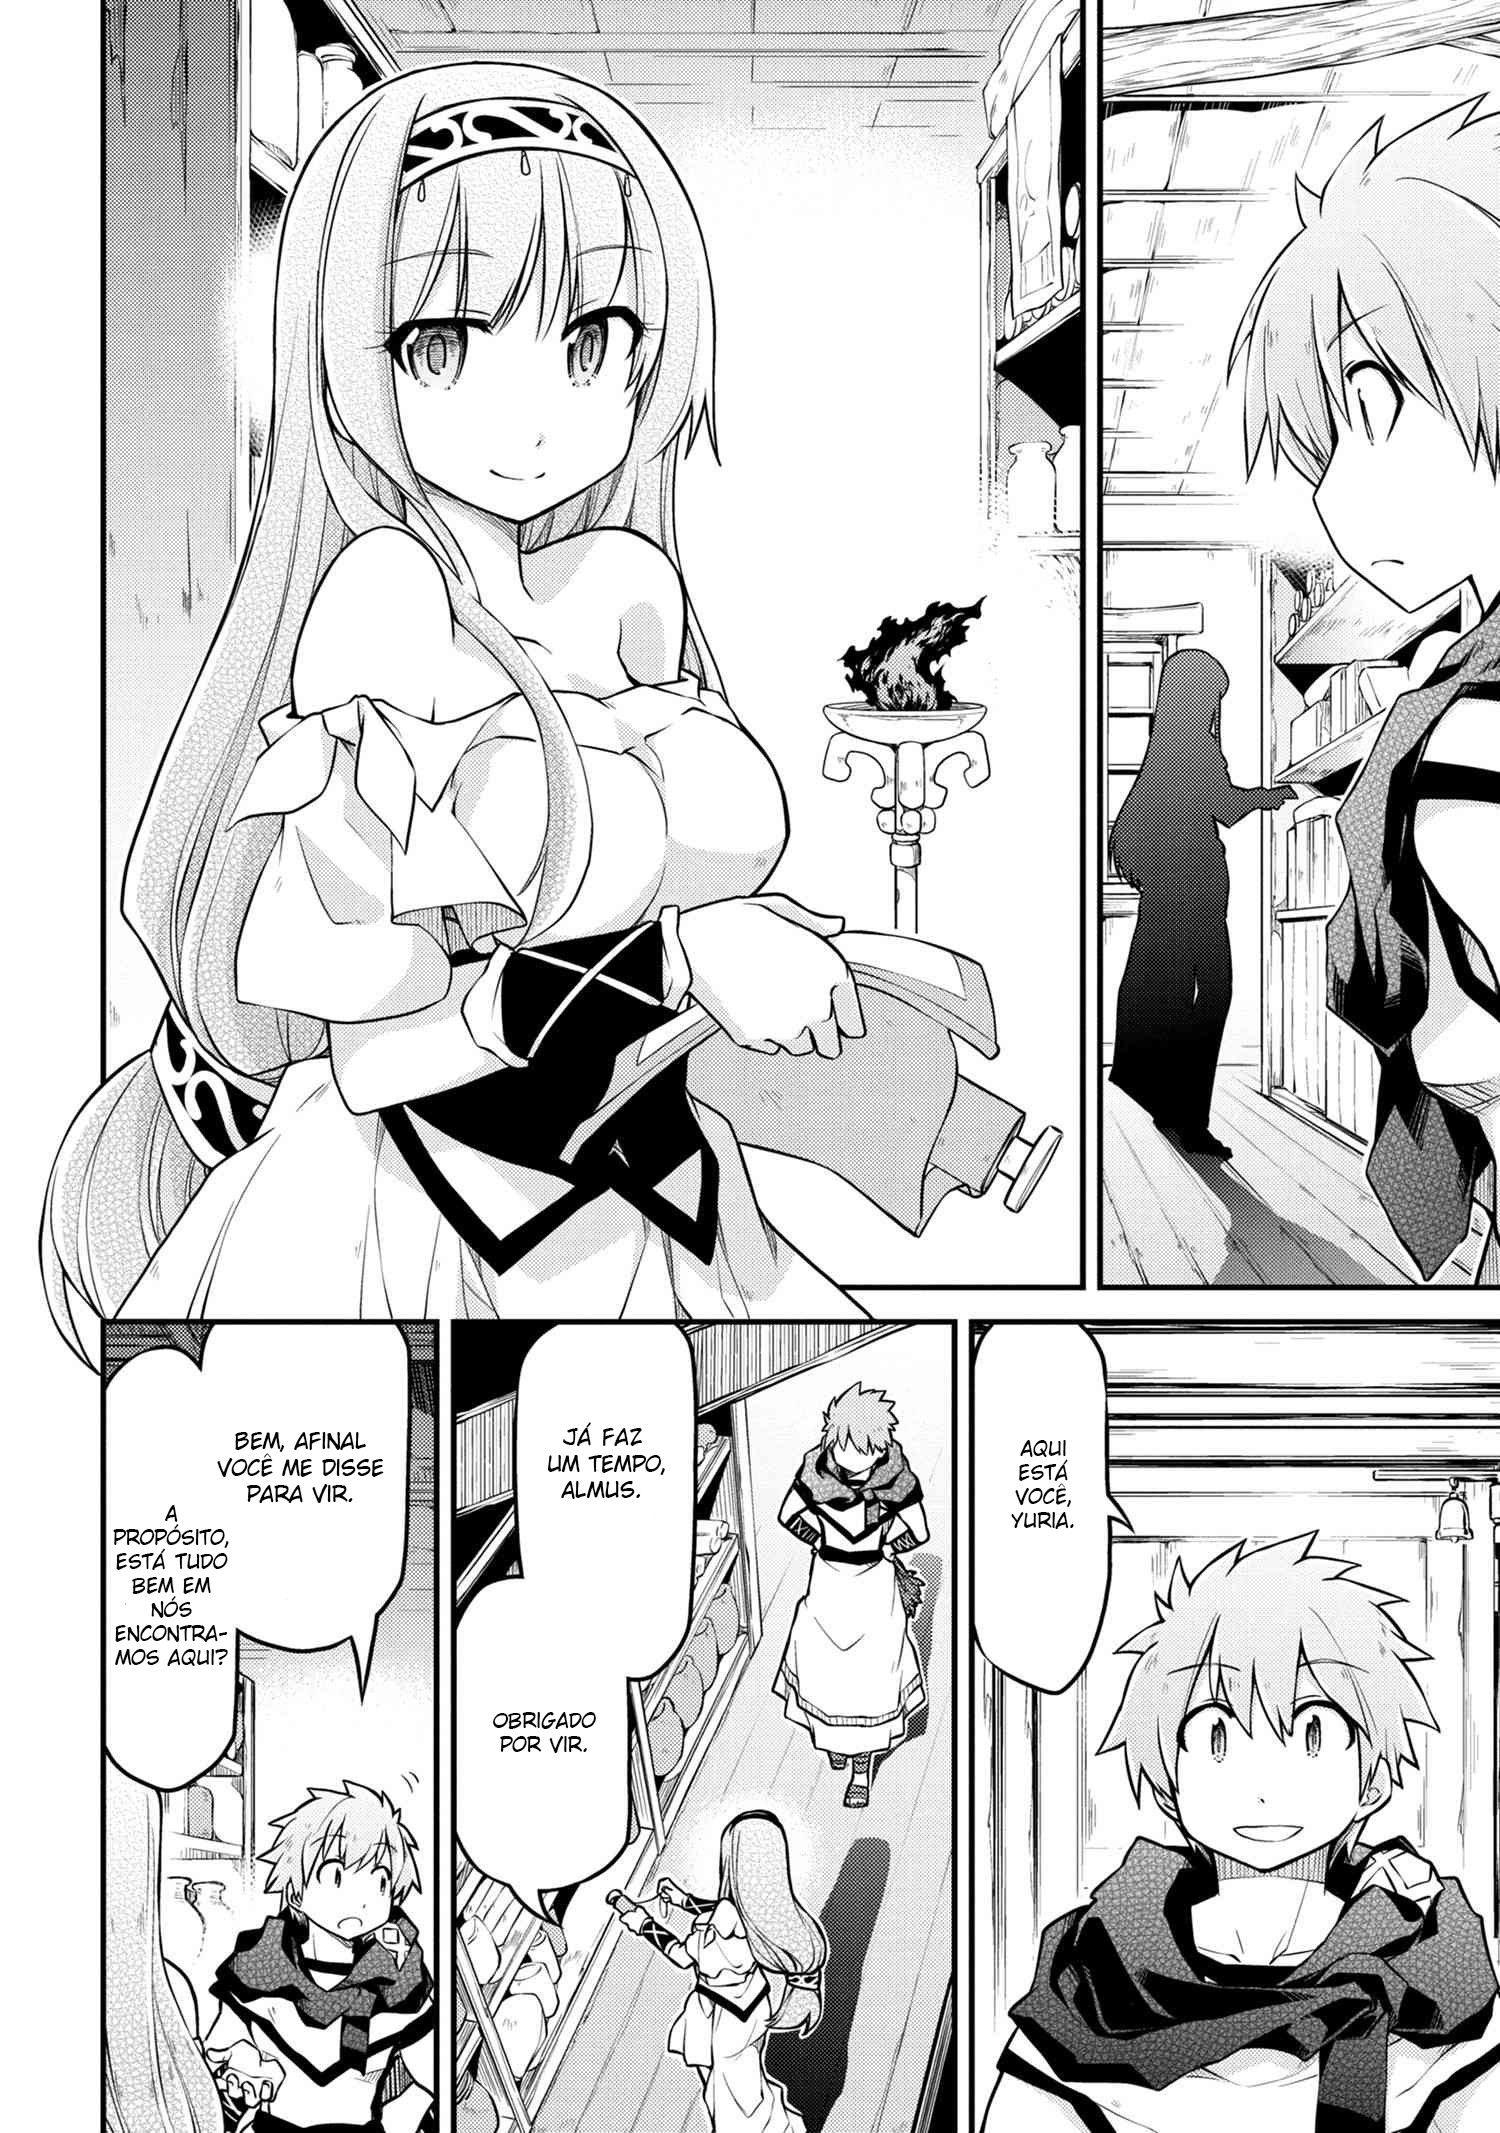 AQUI
ESTÁ
VOCÊ,
YURIA.
JÁ FAZ
UM TEMPO,
ALMUS.
OBRIGADO
POR VIR.
BEM, AFINAL
VOCÊ ME DISSE
PARA VIR.
A
PROPÓSITO,
ESTÁ TUDO
BEM EM
NÓS
ENCONTRA-
MOS AQUI?